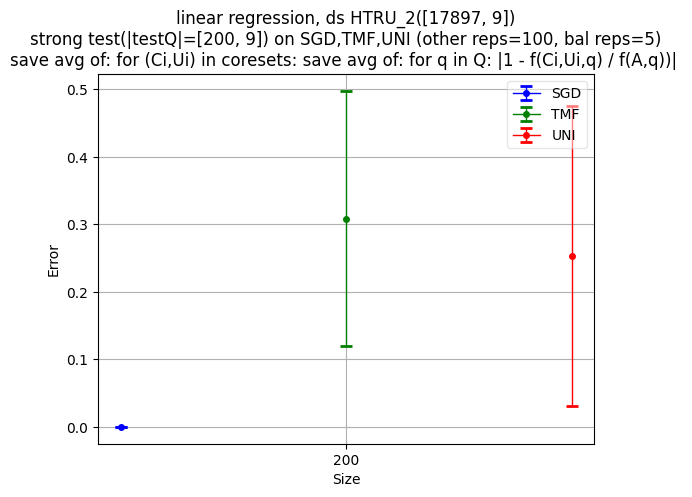 linear regression, ds HTRU_2([17897, 9])
strong test(|testQ|=[200, 9]) on SGD,TMF,UNI (other reps=100, bal reps=5)
save avg of: for (Ci,Ui) in coresets: save avg of: for q in Q: |1 - f(Ci,Ui,q) / f(A,q))|
SGD
TMF
UNI
0.5
0.4
0.3
0.2
0.1
0.0
Error
200
Size